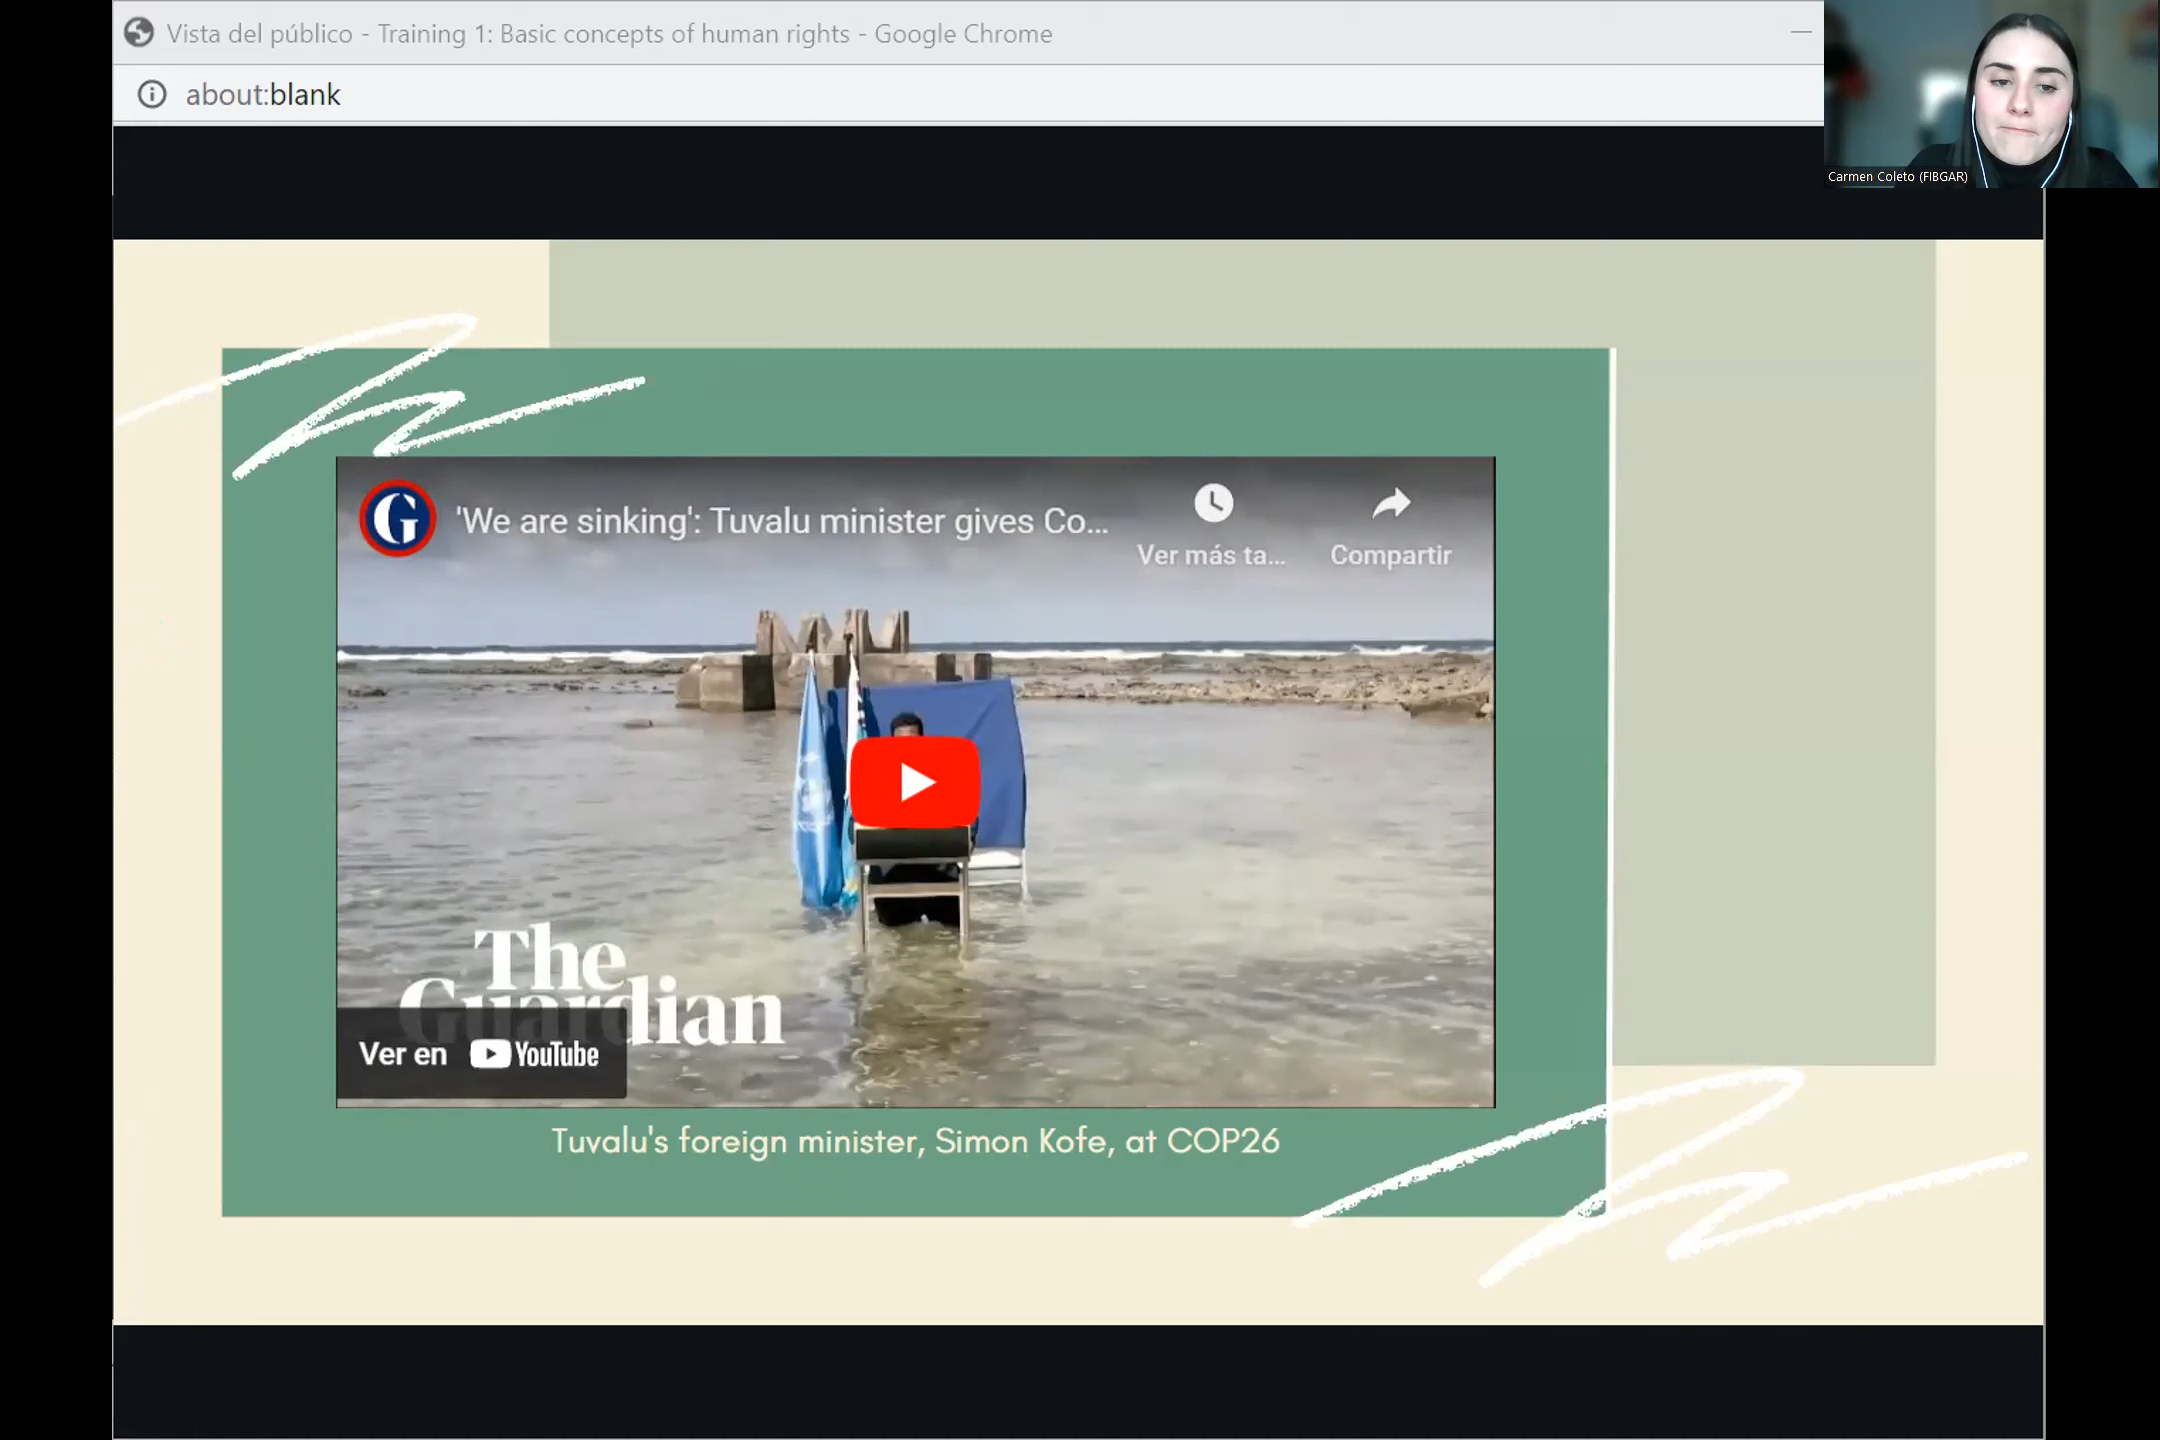 Vista del público - Training 1: Basic concepts of human rights - Google Chrome
about:blank
Carmen Coleto (FIBGAR)
G
'We are sinking': Tuvalu minister gives Co...
Ver más ta...
Compartir
The
Guardian
Ver en YouTube
Tuvalu's foreign minister, Simon Kofe, at COP26